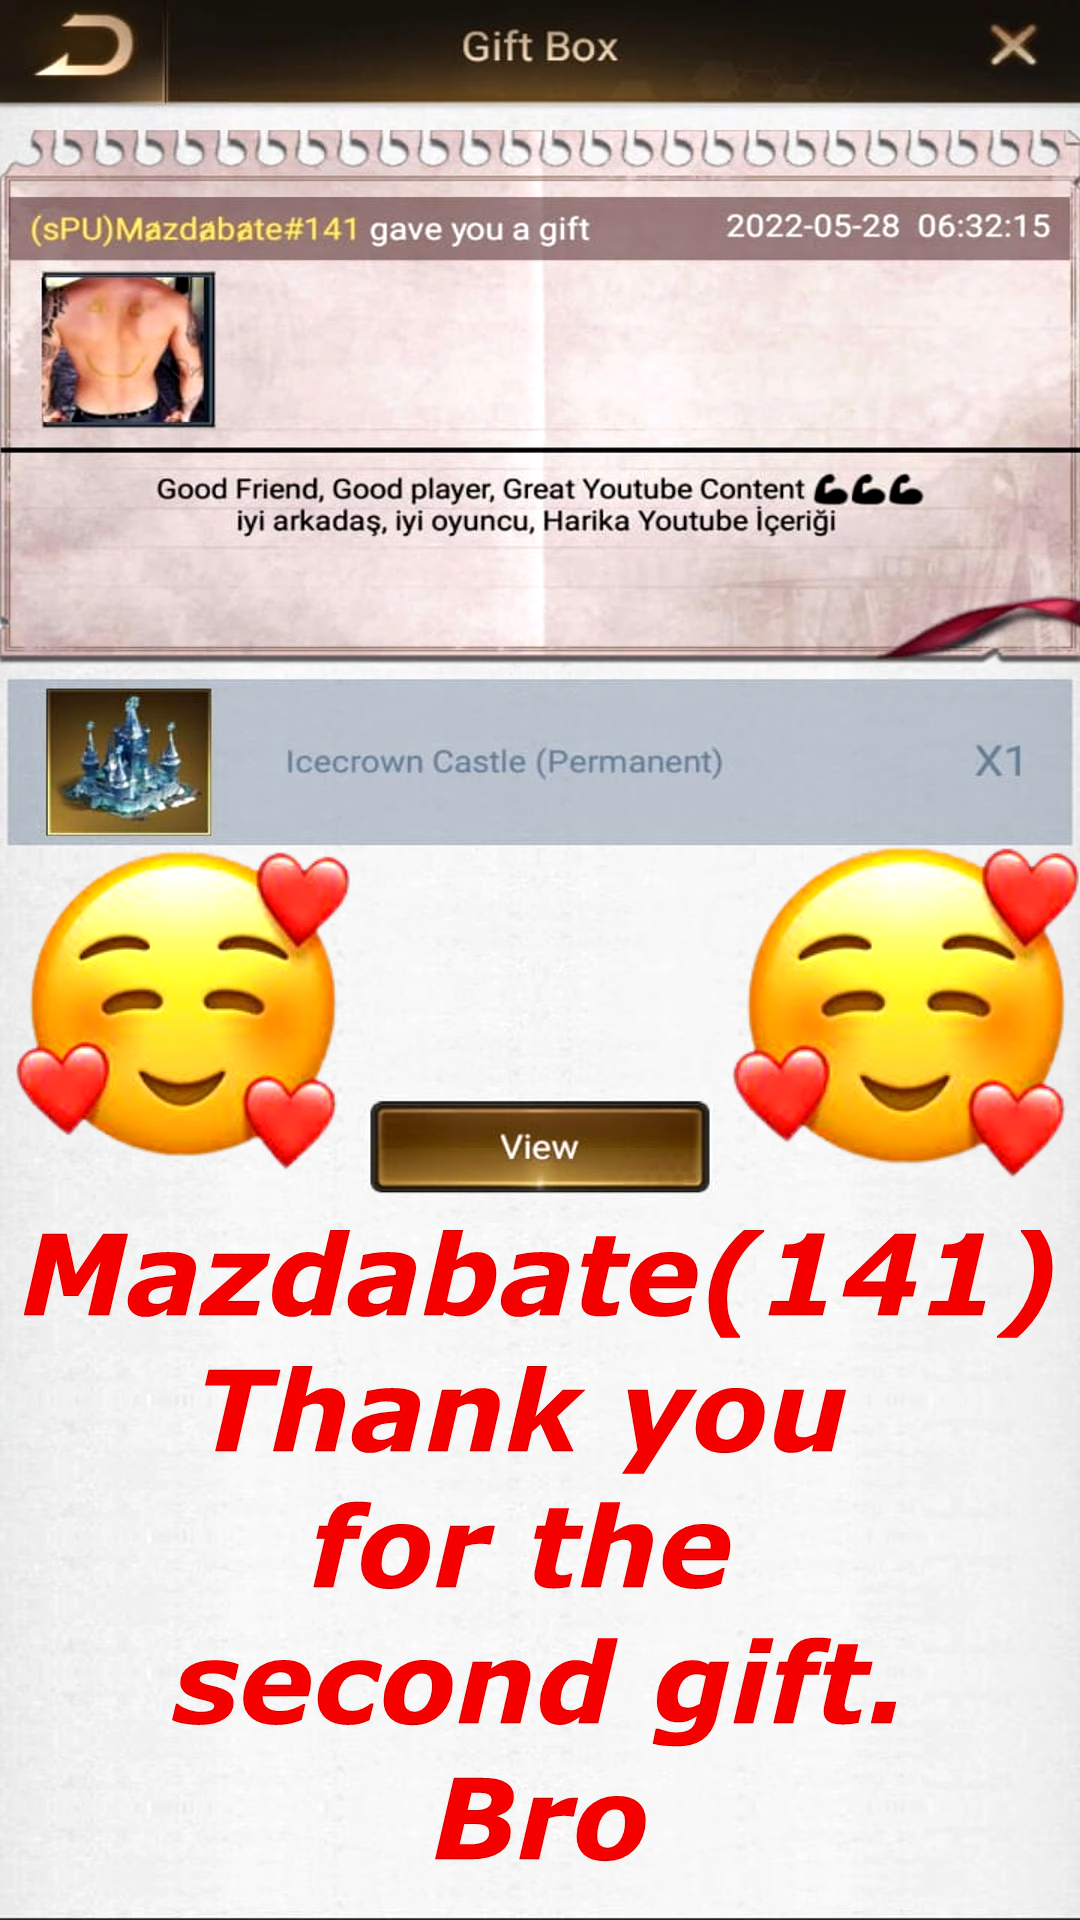 Gift Box
(sPU)Mazdabate#141 gave you a gift 2022-05-28 06:32:15
Good Friend, Good player, Great Youtube Content 💪💪💪
iyi arkadaş, iyi oyuncu, Harika Youtube İçeriği
Icecrown Castle (Permanent) X1
View
Mazdabate(141)
Thank you
for the
second gift.
Bro